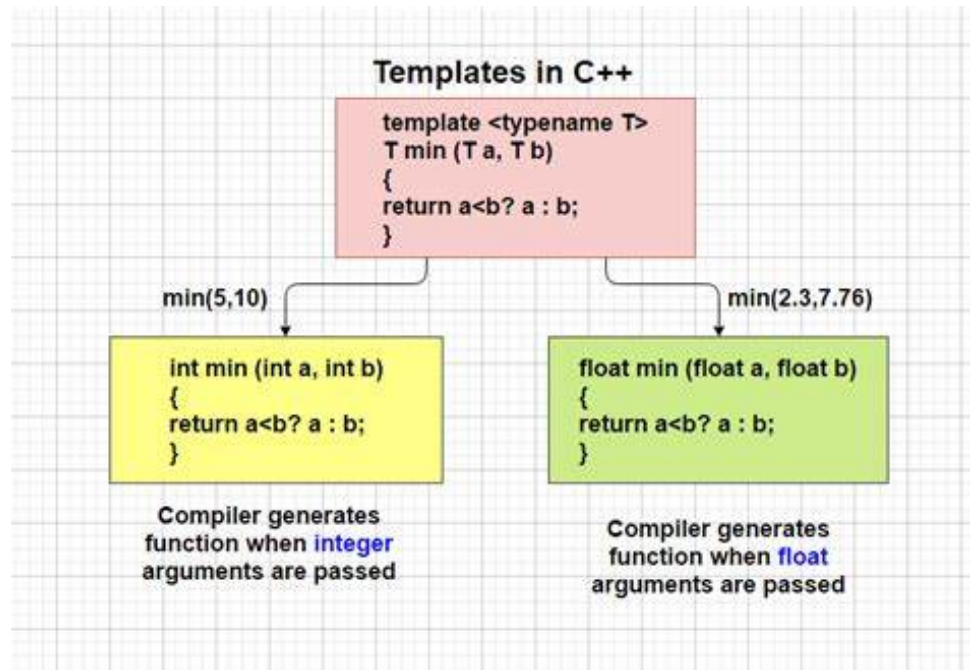 Templates in C++
template <typename T>
T min (T a, T b)
{
return a<b? a : b;
}
min(5,10)
min(2.3,7.76)
int min (int a, int b)
{
return a<b? a : b;
}
float min (float a, float b)
{
return a<b? a : b;
}
Compiler generates
function when integer
arguments are passed
Compiler generates
function when float
arguments are passed